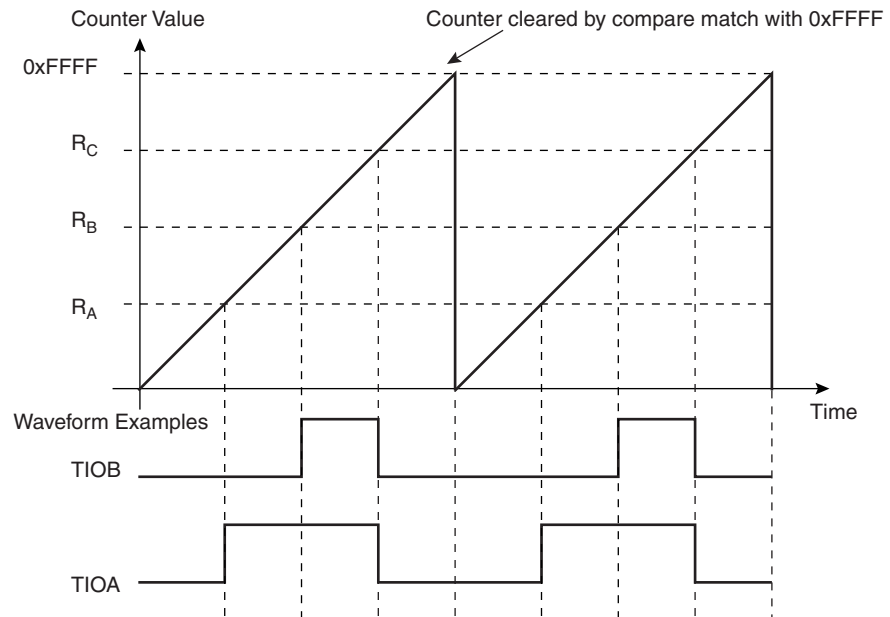 Counter Value
Counter cleared by compare match with 0xFFFF
0xFFFF
RC
RB
RA
Time
Waveform Examples
TIOB
TIOA